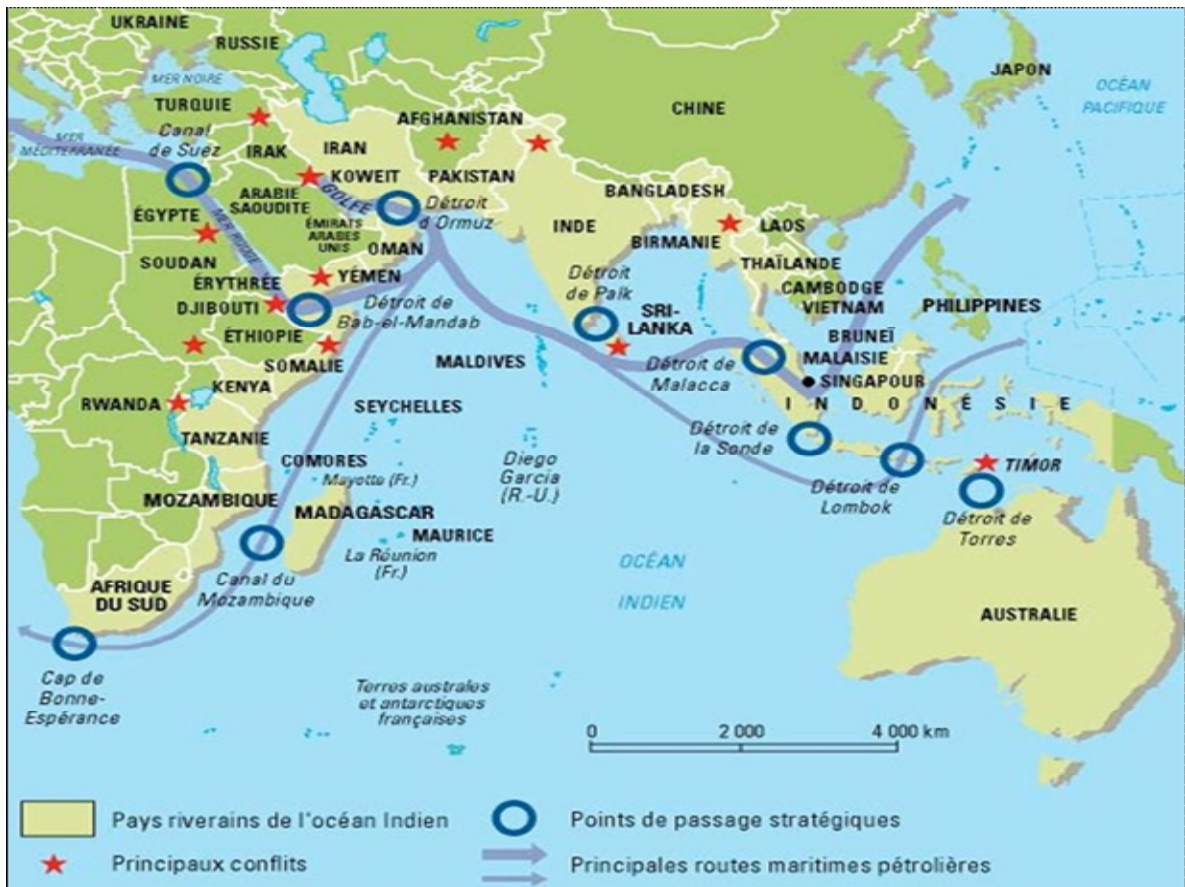 UKRAINE
RUSSIE
MER NOIRE
TURQUIE
Canal
de Suez
MER
MÉDITERRANÉE
IRAK
IRAN
AFGHANISTAN
CHINE
JAPON
OCÉAN
PACIFIQUE
KOWEIT
PAKISTAN
GOLFE
ARABIE
SAOUDITE
ÉMIRATS
ARABES
UNIS
Détroit
d'Ormuz
OMAN
ÉGYPTE
MER ROUGE
SOUDAN
ÉRYTHRÉE
YÉMEN
DJIBOUTI
Détroit de
Bab-el-Mandab
ÉTHIOPIE
SOMALIE
KENYA
RWANDA
TANZANIE
BANGLADESH
INDE
BIRMANIE
LAOS
THAÏLANDE
CAMBODGE
VIETNAM
PHILIPPINES
Détroit
de Palk
SRI-
LANKA
MALDIVES
Détroit de
Malacca
BRUNEÏ
MALAISIE
SINGAPOUR
INDONÉSIE
SEYCHELLES
Détroit de
la Sonde
COMORES
Mayotte (Fr.)
Diego
Garcia
(R.-U.)
Détroit de
Lombok
TIMOR
Détroit de
Torres
MOZAMBIQUE
MADAGASCAR
MAURICE
La Réunion
(Fr.)
Canal du
Mozambique
OCÉAN
INDIEN
AFRIQUE
DU SUD
AUSTRALIE
Cap de
Bonne-
Espérance
Terres australes
et antarctiques
françaises
0 2 000 4 000 km
Pays riverains de l'océan Indien
Points de passage stratégiques
Principaux conflits
Principales routes maritimes pétrolières